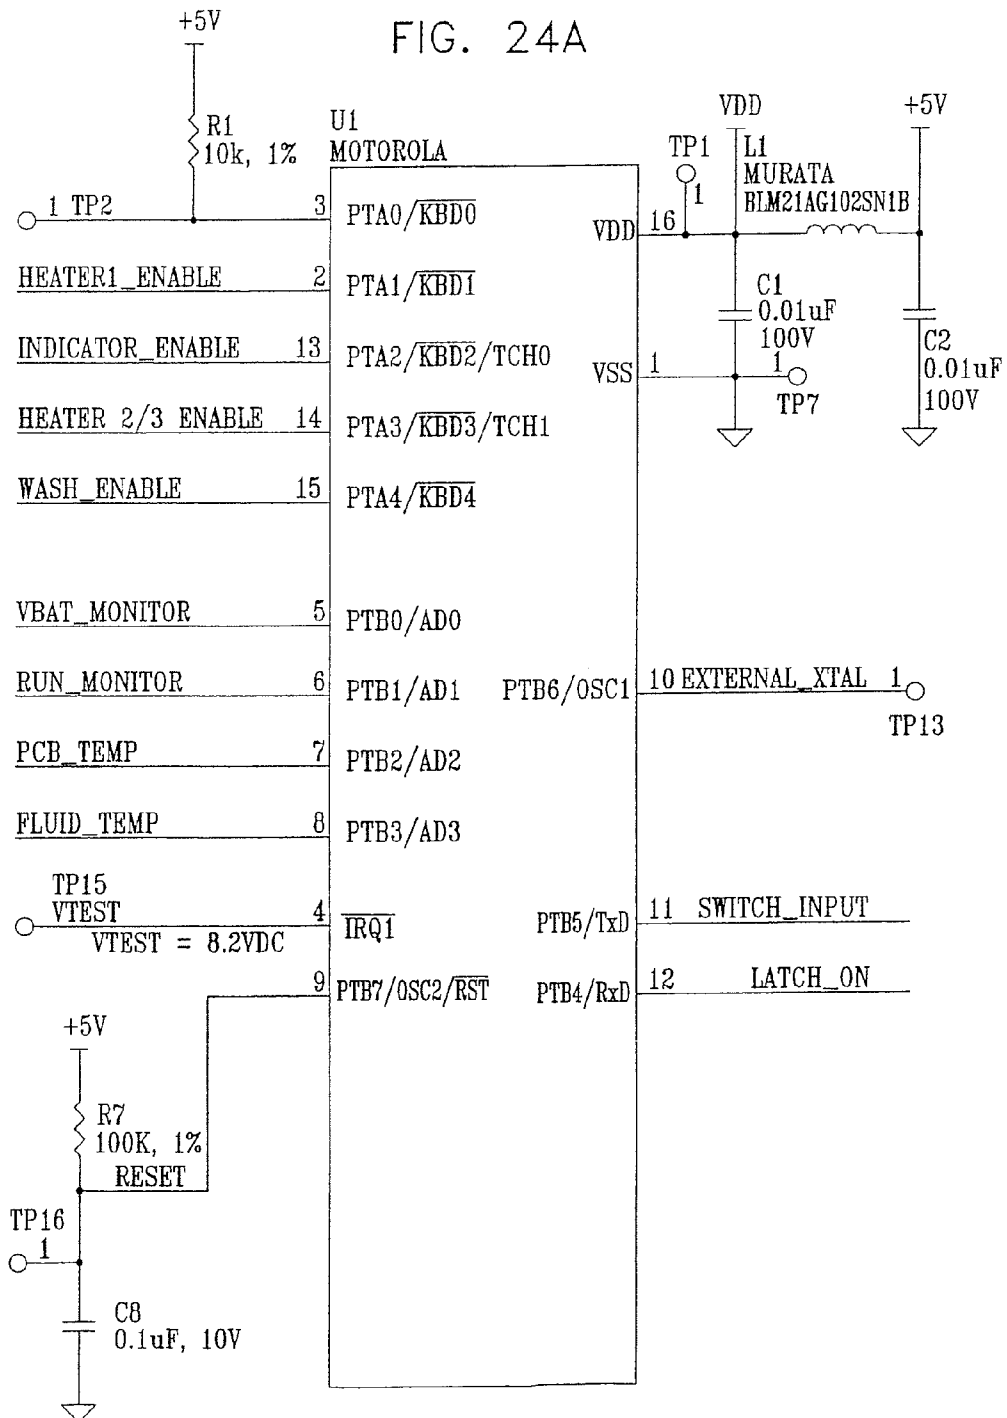 FIG. 24A
+5V
R1
10k, 1%
U1
MOTOROLA
VDD
+5V
TP1
1
L1
MURATA
BLM21AG102SN1B
1 TP2
3
PTA0/KBD0
VDD
16
HEATER1_ENABLE
2
PTA1/KBD1
C1
0.01uF
100V
INDICATOR_ENABLE
13
PTA2/KBD2/TCH0
VSS
1
1
TP7
C2
0.01uF
100V
HEATER 2/3 ENABLE
14
PTA3/KBD3/TCH1
WASH_ENABLE
15
PTA4/KBD4
VBAT_MONITOR
5
PTB0/AD0
RUN_MONITOR
6
PTB1/AD1
PTB6/OSC1
10
EXTERNAL_XTAL
1
TP13
PCB_TEMP
7
PTB2/AD2
FLUID_TEMP
8
PTB3/AD3
TP15
VTEST
4
IRQ1
VTEST = 8.2VDC
PTB5/TxD
11
SWITCH_INPUT
9
PTB7/OSC2/RST
PTB4/RxD
12
LATCH_ON
+5V
R7
100K, 1%
RESET
TP16
1
C8
0.1uF, 10V